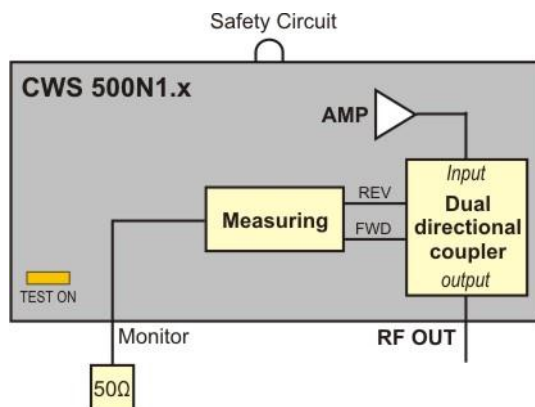 Safety Circuit
CWS 500N1.x
AMP
Input
REV
Measuring
Dual
directional
coupler
FWD
output
TEST ON
Monitor
RF OUT
50Ω